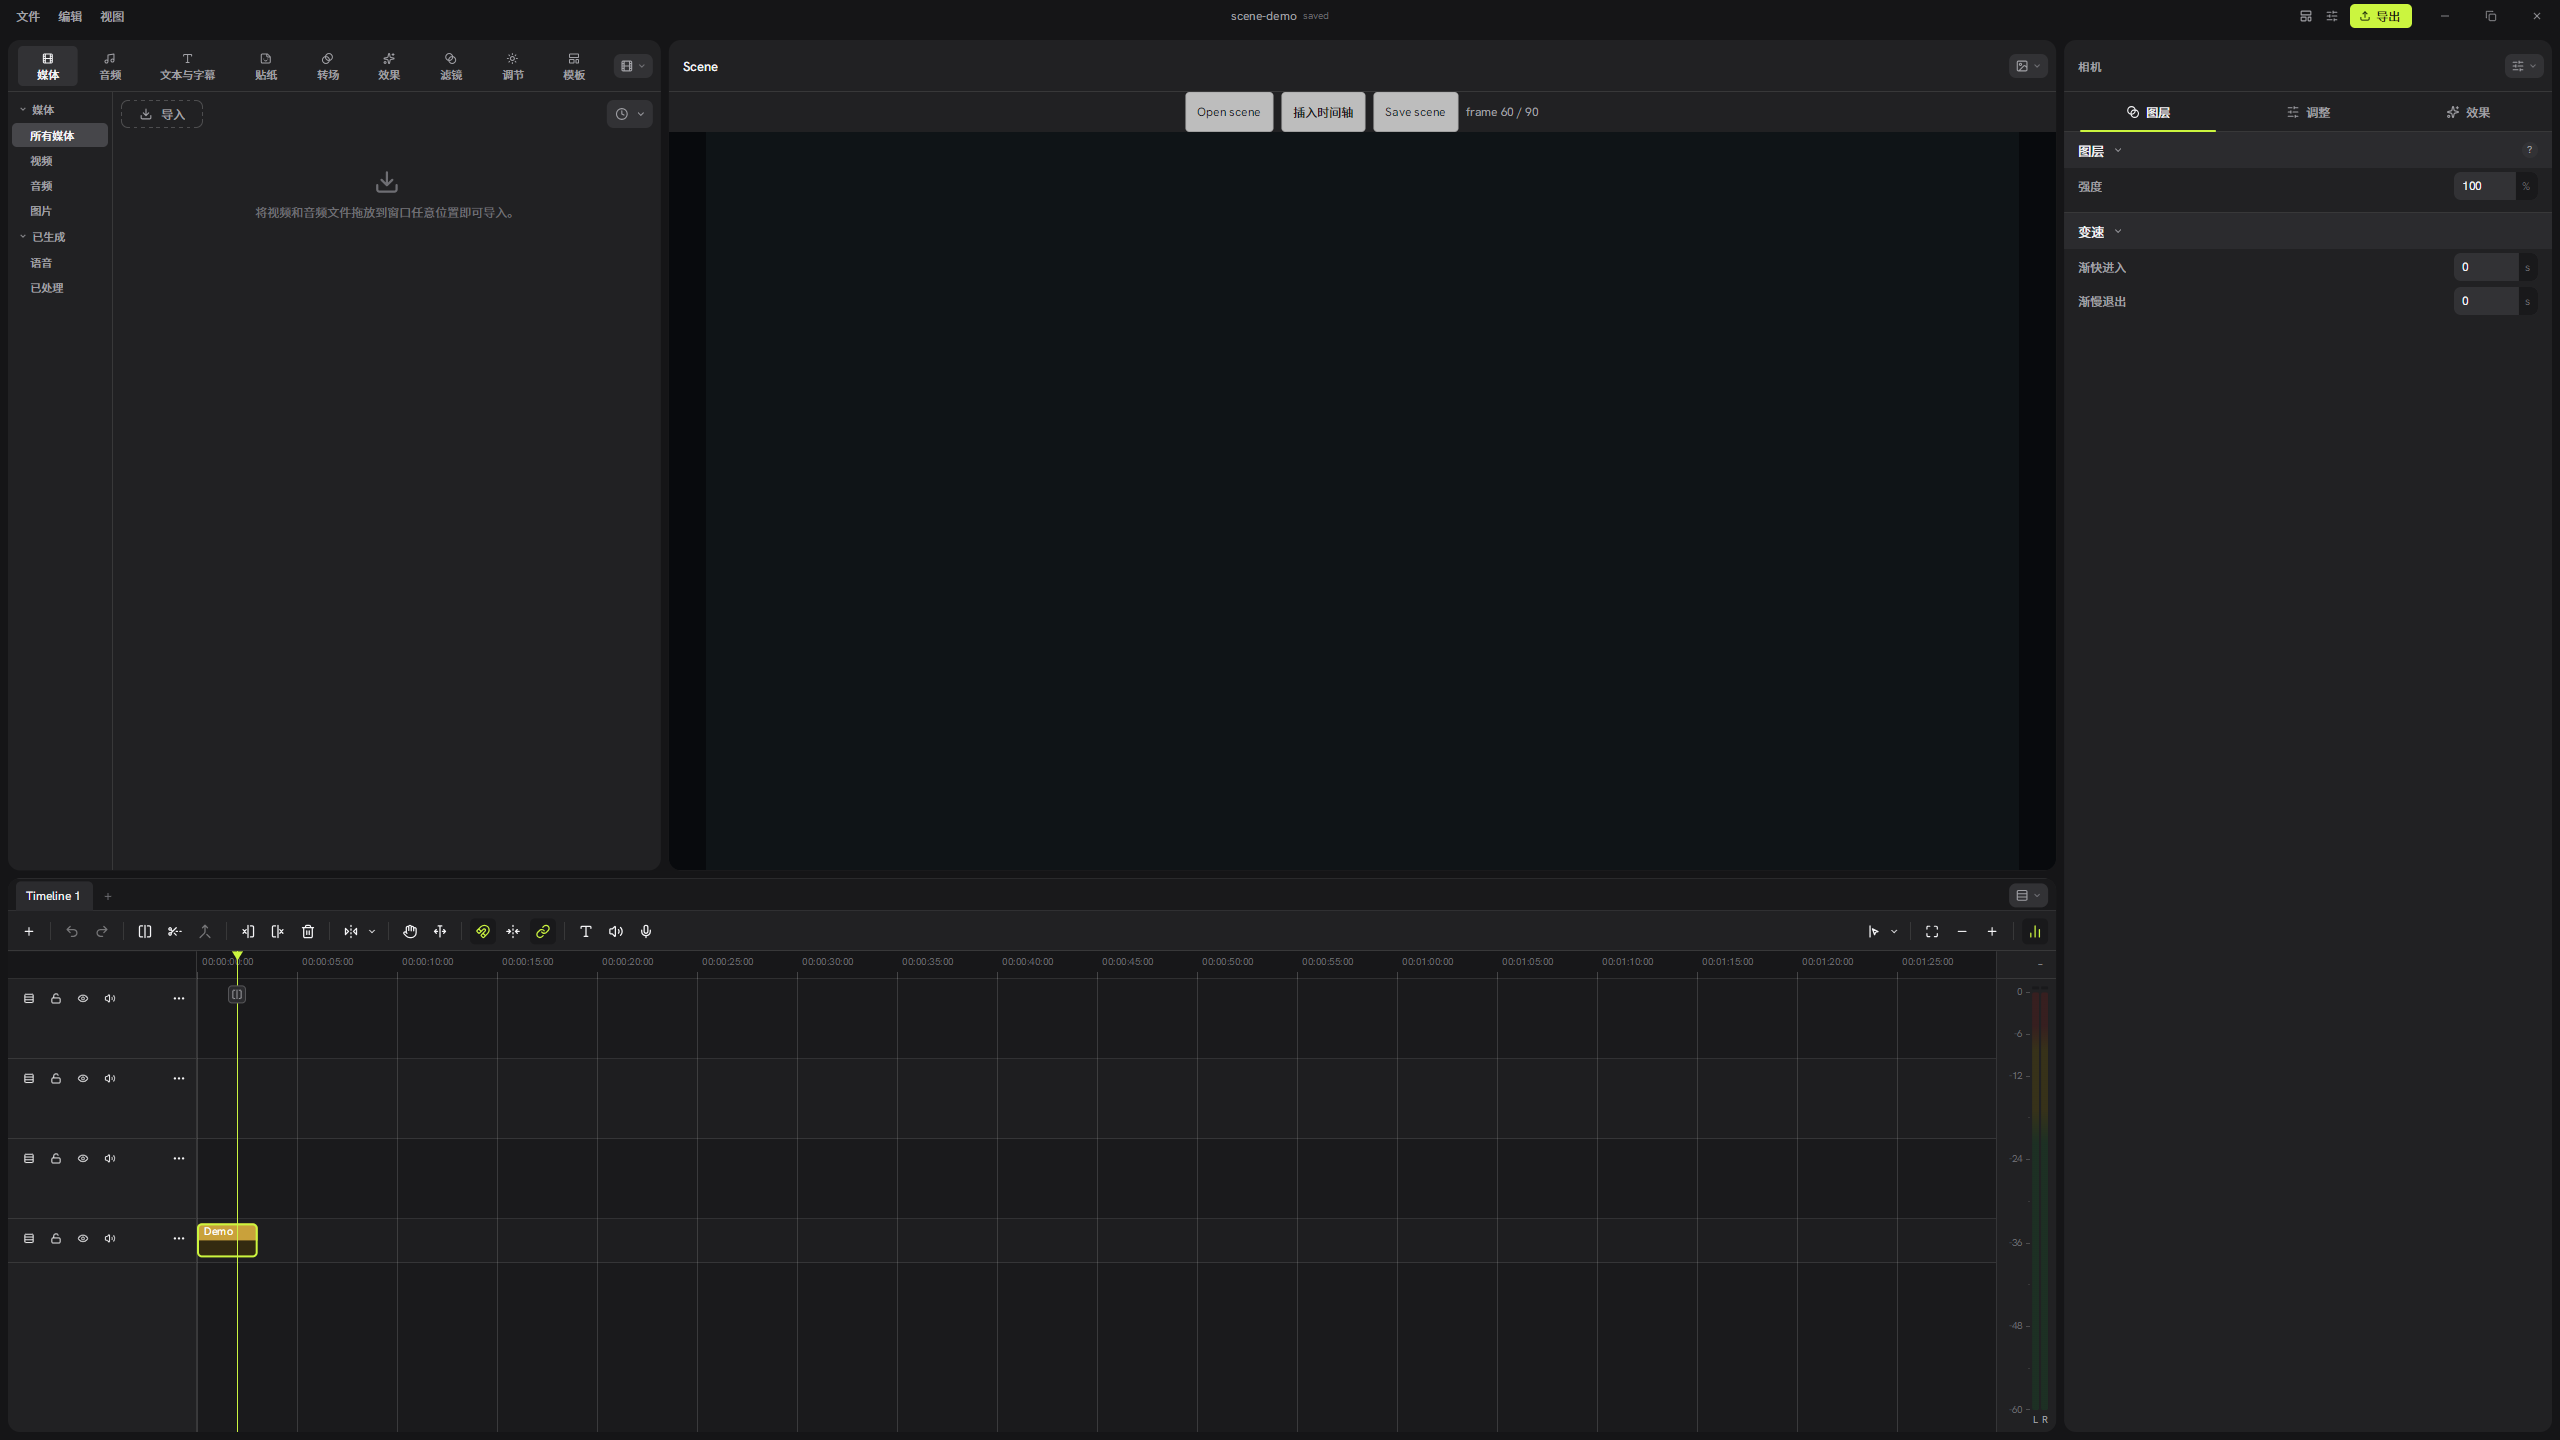 文件 编辑 视图
scene-demo saved
导出
媒体 音频 文本与字幕 贴纸 转场 效果 滤镜 调节 模板
媒体
所有媒体
视频
音频
图片
已生成
语音
已处理
导入
将视频和音频文件拖放到窗口任意位置即可导入。
Scene
Open scene 插入时间轴 Save scene frame 60 / 90
相机
图层 调整 效果
图层 ?
强度 100 %
变速
渐快进入 0 s
渐慢退出 0 s
Timeline 1 +
00:00:05:00 00:00:10:00 00:00:15:00 00:00:20:00 00:00:25:00 00:00:30:00 00:00:35:00 00:00:40:00 00:00:45:00 00:00:50:00 00:00:55:00 00:01:00:00 00:01:05:00 00:01:10:00 00:01:15:00 00:01:20:00 00:01:25:00
Demo
0
-6
-12
-24
-36
-48
-60
L R